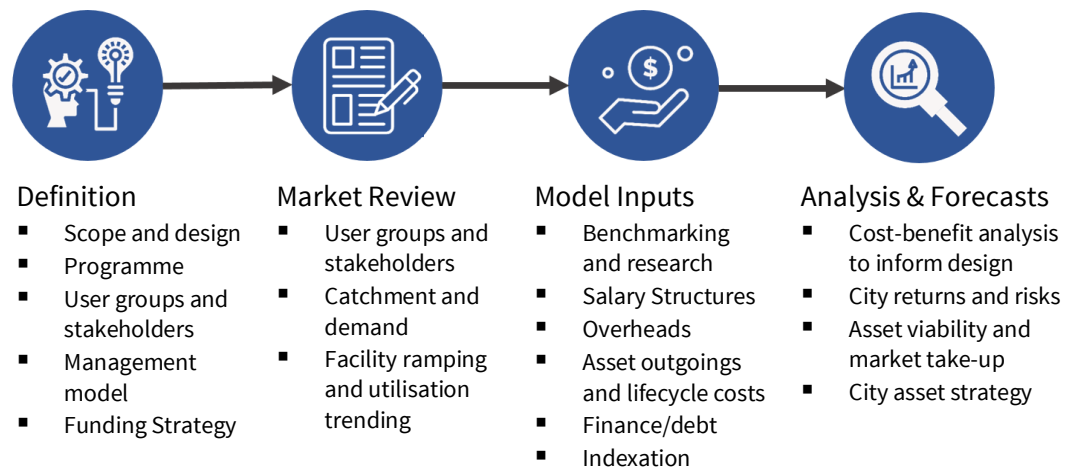 $
Definition
▪ Scope and design
▪ Programme
▪ User groups and
stakeholders
▪ Management
model
▪ Funding Strategy
Market Review
▪ User groups and
stakeholders
▪ Catchment and
demand
▪ Facility ramping
and utilisation
trending
Model Inputs
▪ Benchmarking
and research
▪ Salary Structures
▪ Overheads
▪ Asset outgoings
and lifecycle costs
▪ Finance/debt
▪ Indexation
Analysis & Forecasts
▪ Cost-benefit analysis
to inform design
▪ City returns and risks
▪ Asset viability and
market take-up
▪ City asset strategy